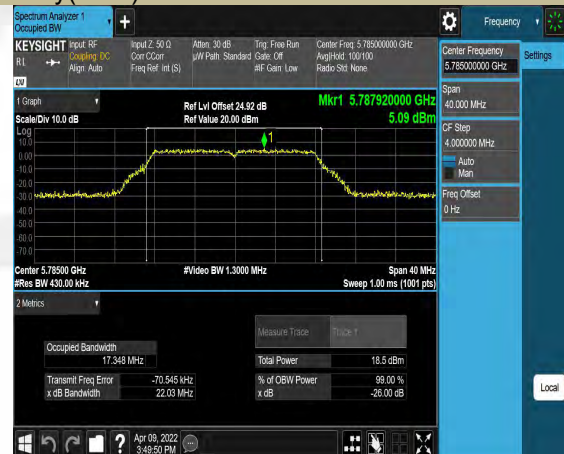 Spectrum Analyzer 1
Occupied BW
Frequency
KEYSIGHT
Input: RF
Coupling: DC
Align: Auto
Input Z: 50 Ω
Corr CCorr
Freq Ref: Int (S)
Atten: 30 dB
µW Path: Standard
Trig: Free Run
Gate: Off
#IF Gain: Low
Center Freq: 5.785000000 GHz
Avg|Hold: 100/100
Radio Std: None
LXI
Center Frequency
5.785000000 GHz
Settings
Span
40.000 MHz
CF Step
4.000000 MHz
Auto
Man
Freq Offset
0 Hz
1 Graph
Scale/Div 10.0 dB
Ref Lvl Offset 24.92 dB
Ref Value 20.00 dBm
Mkr1 5.787920000 GHz
5.09 dBm
Log
10.0
0.00
-10.0
-20.0
-30.0
-40.0
-50.0
-60.0
-70.0
1
Center 5.78500 GHz
#Res BW 430.00 kHz
#Video BW 1.3000 MHz
Span 40 MHz
Sweep 1.00 ms (1001 pts)
2 Metrics
Measure Trace
Trace 1
Occupied Bandwidth
17.348 MHz
Total Power 18.5 dBm
Transmit Freq Error -70.545 kHz
% of OBW Power 99.00 %
x dB Bandwidth 22.03 MHz
x dB -26.00 dB
Local
Apr 09, 2022
3:49:50 PM